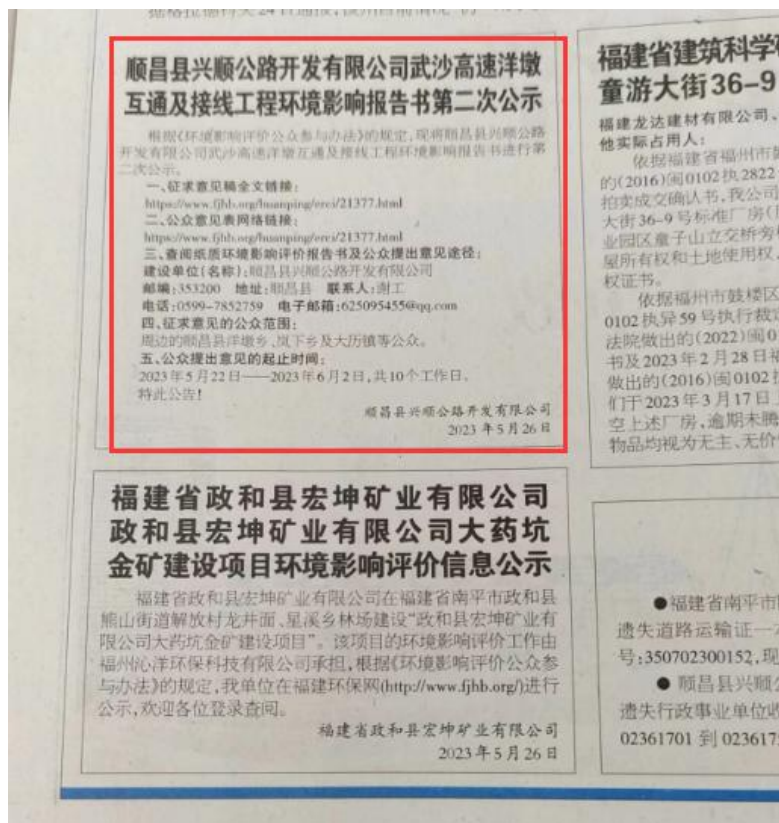 顺昌县兴顺公路开发有限公司武沙高速洋墩
互通及接线工程环境影响报告书第二次公示
根据《环境影响评价公众参与办法》的规定,现将顺昌县兴顺公路
开发有限公司武沙高速洋墩互通及接线工程环境影响报告书进行第
二次公示。
一、征求意见稿全文链接:
https://www.fjhb.org/huanping/erci/21377.html
二、公众意见表网络链接:
https://www.fjhb.org/huanping/erci/21377.html
三、查阅纸质环境影响评价报告书及公众提出意见途径:
建设单位(名称):顺昌县兴顺公路开发有限公司
邮编:353200 地址:顺昌县 联系人:谢工
电话:0599-7852759 电子邮箱:625095455@qq.com
四、征求意见的公众范围:
周边的顺昌县洋墩乡、岚下乡及大历镇等公众。
五、公众提出意见的起止时间:
2023年5月22日——2023年6月2日,共10个工作日。
特此公告!
顺昌县兴顺公路开发有限公司
2023年5月26日
福建省政和县宏坤矿业有限公司
政和县宏坤矿业有限公司大药坑
金矿建设项目环境影响评价信息公示
福建省政和县宏坤矿业有限公司在福建省南平市政和县
熊山街道解放村龙井面、星溪乡林场建设“政和县宏坤矿业有
限公司大药坑金矿建设项目”。该项目的环境影响评价工作由
福州沁洋环保科技有限公司承担,根据《环境影响评价公众参
与办法》的规定,我单位在福建环保网(http://www.fjhb.org/)进行
公示,欢迎各位登录查阅。
福建省政和县宏坤矿业有限公司
2023年5月26日
福建省建筑科学
童游大街36-9
福建龙达建材有限公司、
他实际占用人:
依据福建省福州市
的(2016)闽0102执2822
拍卖成交确认书,我公司
大街36-9号标准厂房(
业园区童子山立交桥旁
屋所有权和土地使用权
权证书。
依据福州市鼓楼区
0102执异59号执行裁
法院做出的(2022)闽0
书及2023年2月28日
做出的(2016)闽0102
们于2023年3月17日
空上述厂房,逾期未腾
物品均视为无主、无价
●福建省南平市
遗失道路运输证一
号:350702300152,现
● 顺昌县兴顺
遗失行政事业单位收
02361701 到 023617